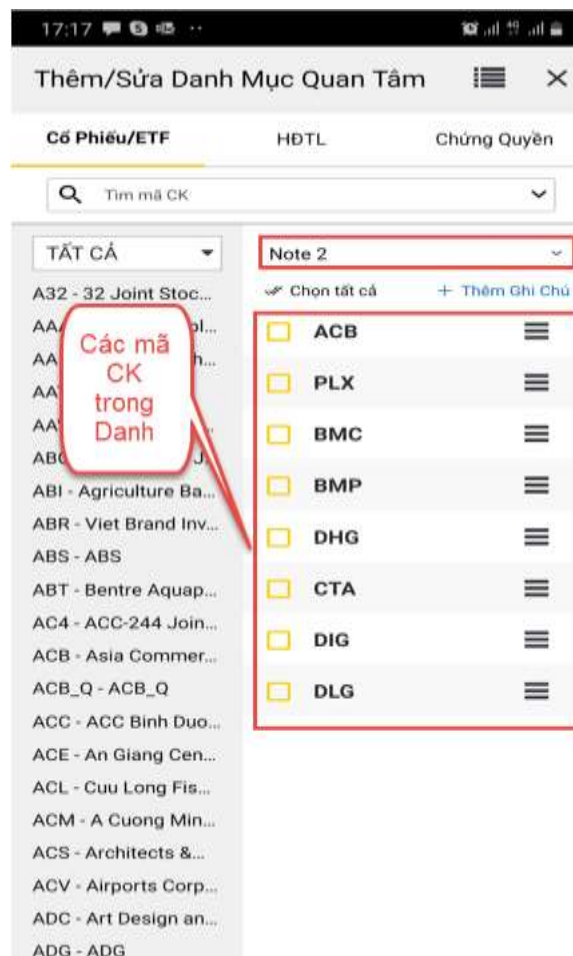 17:17
Thêm/Sửa Danh Mục Quan Tâm
Cổ Phiếu/ETF
HĐTL
Chứng Quyền
Tìm mã CK
TẤT CẢ
A32 - 32 Joint Stoc...
ABI - Agriculture Ba...
ABR - Viet Brand Inv...
ABS - ABS
ABT - Bentre Aquap...
AC4 - ACC-244 Join...
ACB - Asia Commer...
ACB_Q - ACB_Q
ACC - ACC Binh Duo...
ACE - An Giang Cen...
ACL - Cuu Long Fis...
ACM - A Cuong Min...
ACS - Architects &...
ACV - Airports Corp...
ADC - Art Design an...
ADG - ADG
Các mã
CK
trong
Danh
Note 2
Chọn tất cả
+ Thêm Ghi Chú
ACB
PLX
BMC
BMP
DHG
CTA
DIG
DLG